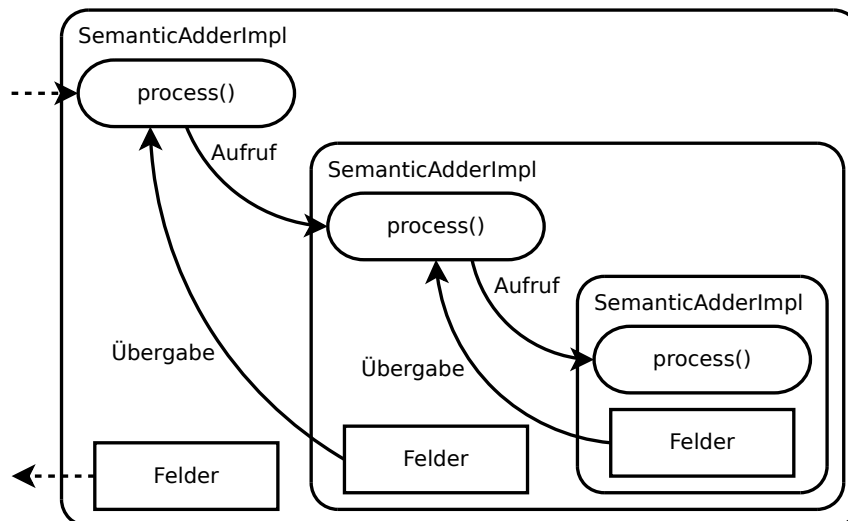 SemanticAdderImpl
process()
Aufruf
SemanticAdderImpl
process()
Aufruf
SemanticAdderImpl
process()
Übergabe
Übergabe
Felder
Felder
Felder